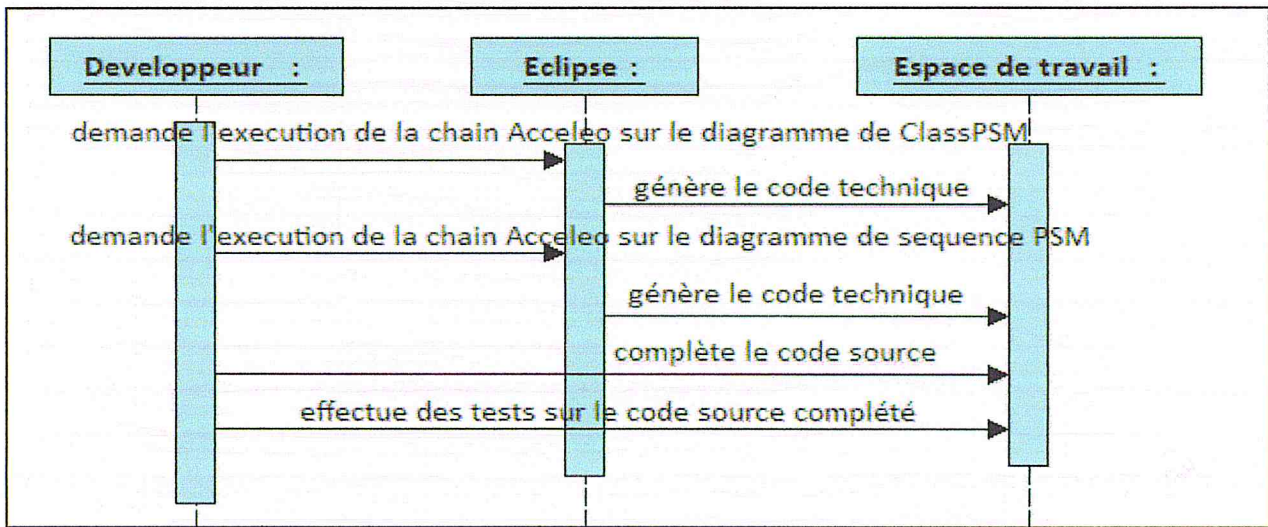 Developpeur :
Eclipse :
Espace de travail :
demande l'execution de la chain Acceleo sur le diagramme de ClassPSM
génère le code technique
demande l'execution de la chain Acceleo sur le diagramme de sequence PSM
génère le code technique
complète le code source
effectue des tests sur le code source complété